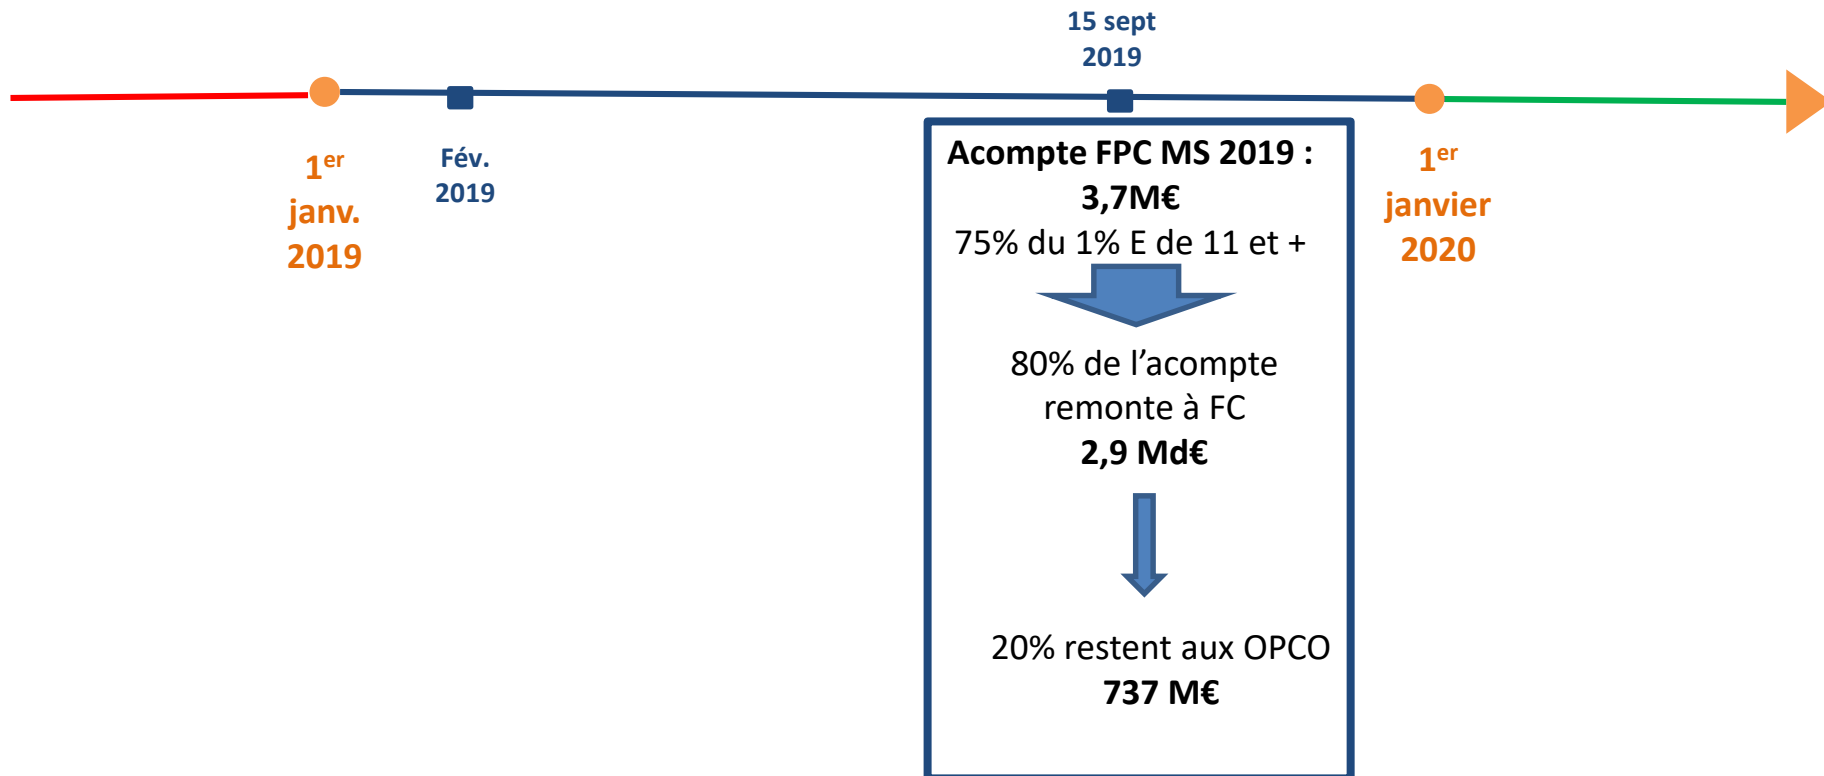 15 sept
2019
1er
janv.
2019
Fév.
2019
Acompte FPC MS 2019 :
3,7M€
75% du 1% E de 11 et +
80% de l’acompte
remonte à FC
2,9 Md€
20% restent aux OPCO
737 M€
1er
janvier
2020